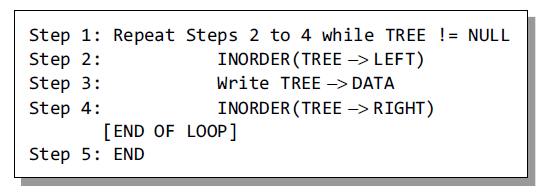 Step 1: Repeat Steps 2 to 4 while TREE != NULL
Step 2: INORDER(TREE —> LEFT)
Step 3: Write TREE —> DATA
Step 4: INORDER(TREE —> RIGHT)
[END OF LOOP]
Step 5: END